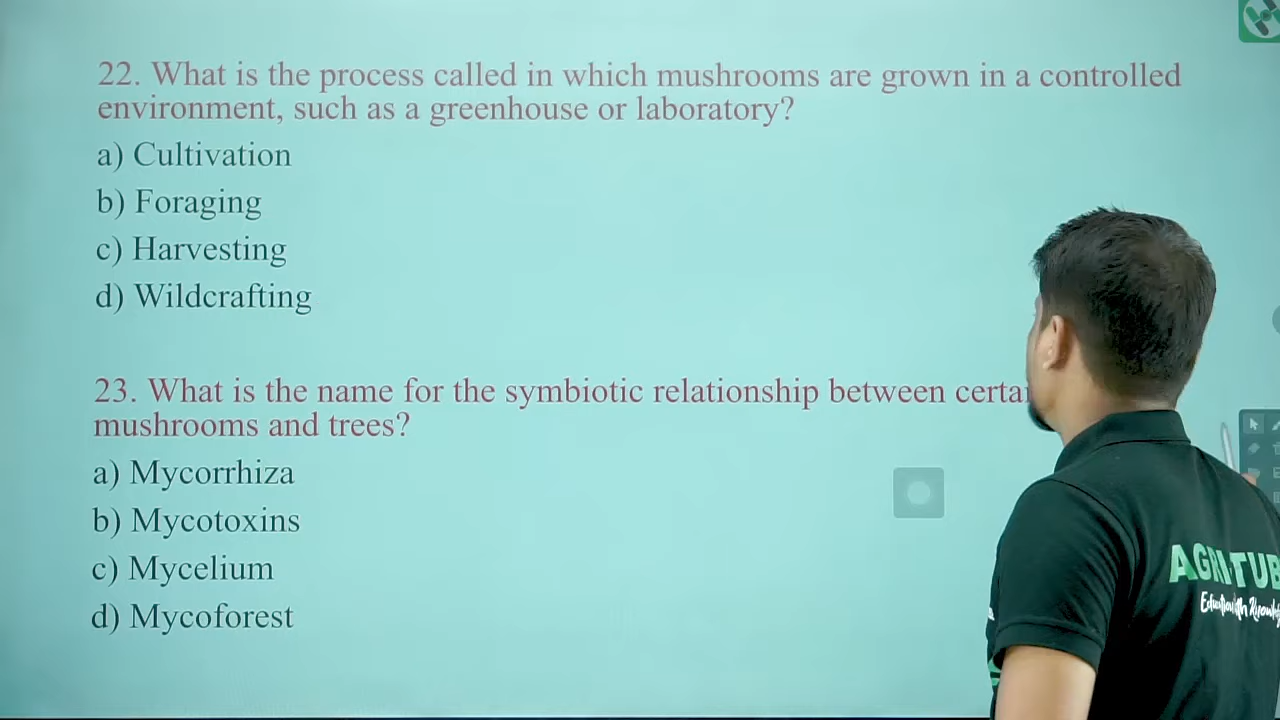 22. What is the process called in which mushrooms are grown in a controlled
environment, such as a greenhouse or laboratory?
a) Cultivation
b) Foraging
c) Harvesting
d) Wildcrafting
23. What is the name for the symbiotic relationship between
mushrooms and trees?
a) Mycorrhiza
b) Mycotoxins
c) Mycelium
d) Mycoforest